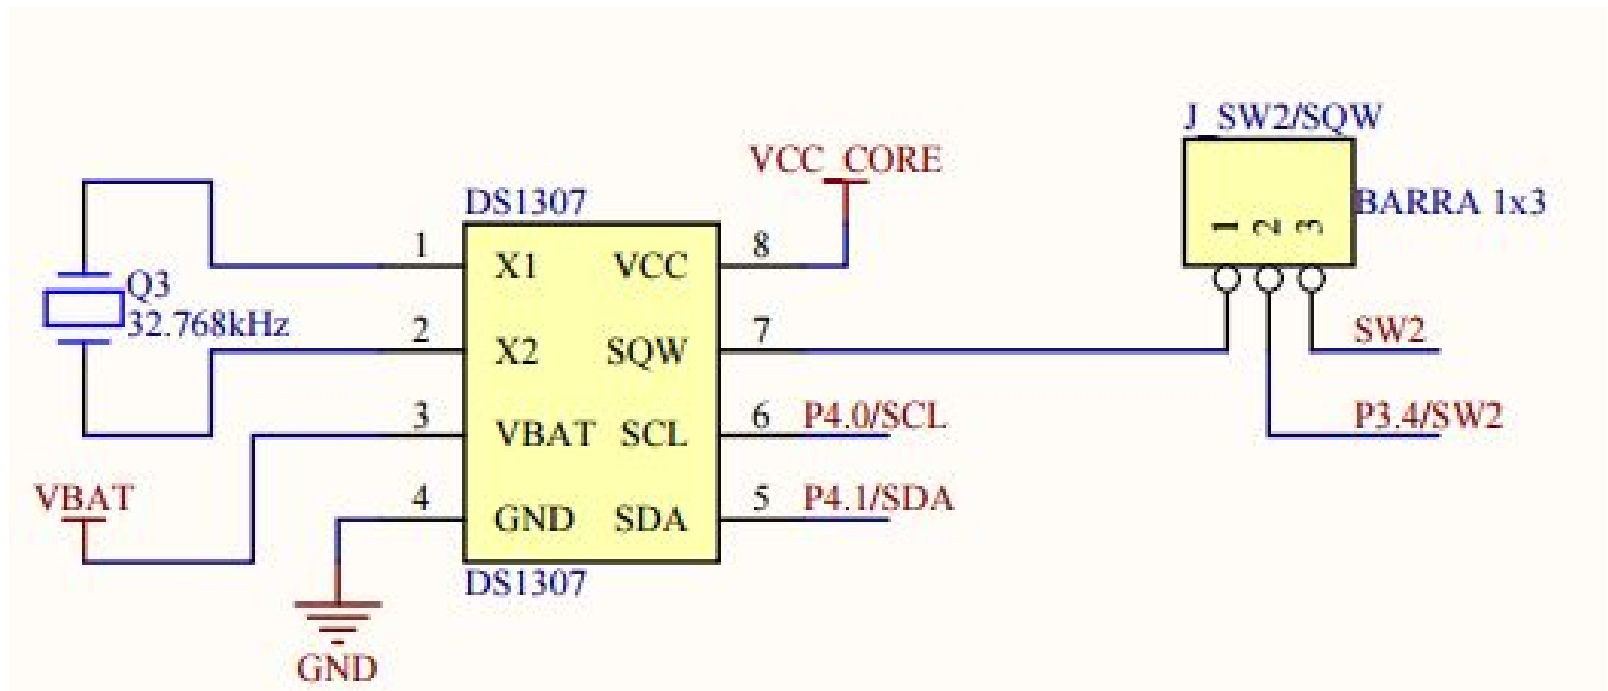 J_SW2/SQW
VCC_CORE
BARRA 1x3
1 2 3
DS1307
1 X1 VCC 8
Q3
32.768kHz
2 X2 SQW 7
SW2
3 VBAT SCL 6 P4.0/SCL
P3.4/SW2
VBAT
4 GND SDA 5 P4.1/SDA
DS1307
GND